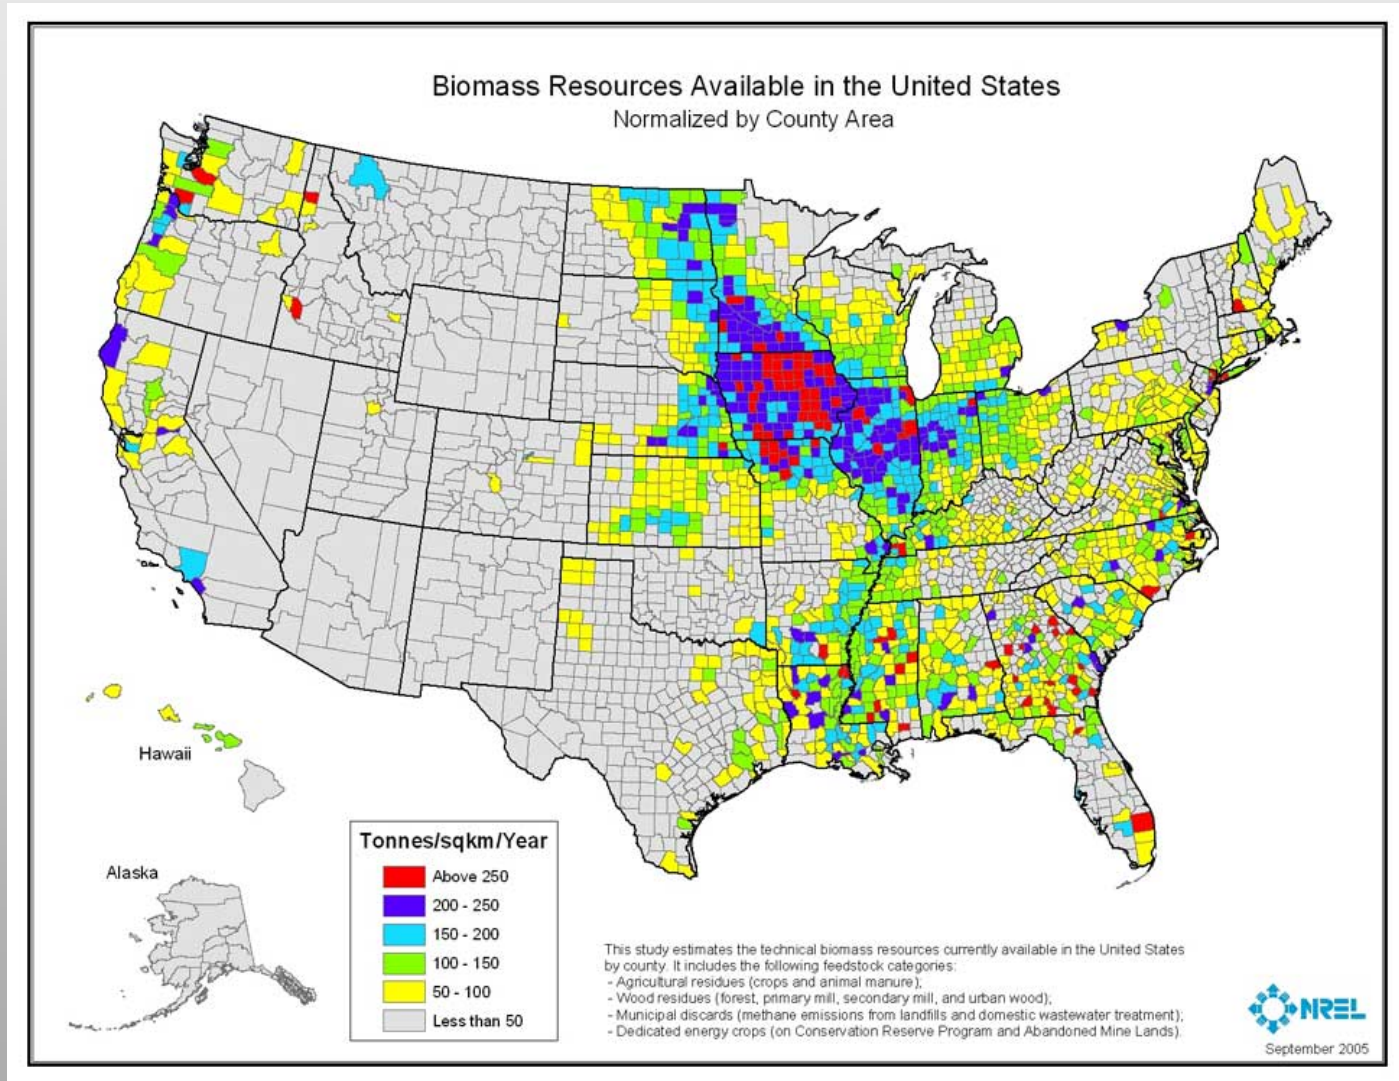 Biomass Resources Available in the United States
Normalized by County Area
Hawaii
Alaska
Tonnes/sqkm/Year
Above 250
200 - 250
150 - 200
100 - 150
50 - 100
Less than 50
This study estimates the technical biomass resources currently available in the United States
by county. It includes the following feedstock categories:
- Agricultural residues (crops and animal manure);
- Wood residues (forest, primary mill, secondary mill, and urban wood);
- Municipal discards (methane emissions from landfills and domestic wastewater treatment);
- Dedicated energy crops (on Conservation Reserve Program and Abandoned Mine Lands).
NREL
September 2005